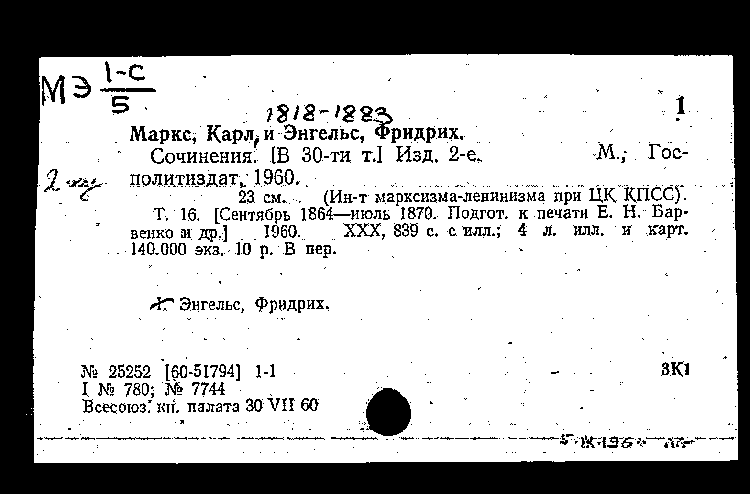 МЭ 1-С
5
1818-1883
1
Маркс, Карл, и Энгельс, Фридрих.
Сочинения. [В 30-ти т.] Изд. 2-е. М., Гос-
2 экз политиздат, 1960.
23 см. (Ин-т марксизма-ленинизма при ЦК КПСС).
Т. 16. [Сентябрь 1864—июль 1870. Подгот. к печати Е. Н. Бар-
венко и др.] 1960. XXX, 839 с. с илл.; 4 л. илл. и карт.
140.000 экз. 10 р. В пер.
Энгельс, Фридрих.
№ 25252 [60-51794] 1-1 3К1
I № 780; № 7744
Всесоюз. кн. палата 30 VII 60